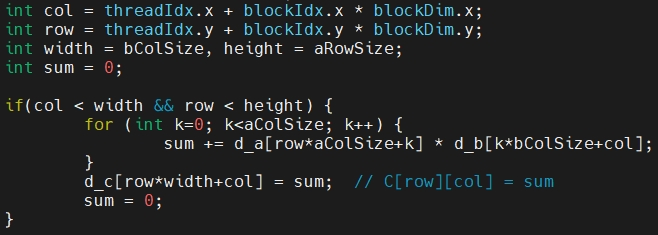 int col = threadIdx.x + blockIdx.x * blockDim.x;
int row = threadIdx.y + blockIdx.y * blockDim.y;
int width = bColSize, height = aRowSize;
int sum = 0;

if(col < width && row < height) {
        for (int k=0; k<aColSize; k++) {
                sum += d_a[row*aColSize+k] * d_b[k*bColSize+col];
        }
        d_c[row*width+col] = sum;  // C[row][col] = sum
        sum = 0;
}